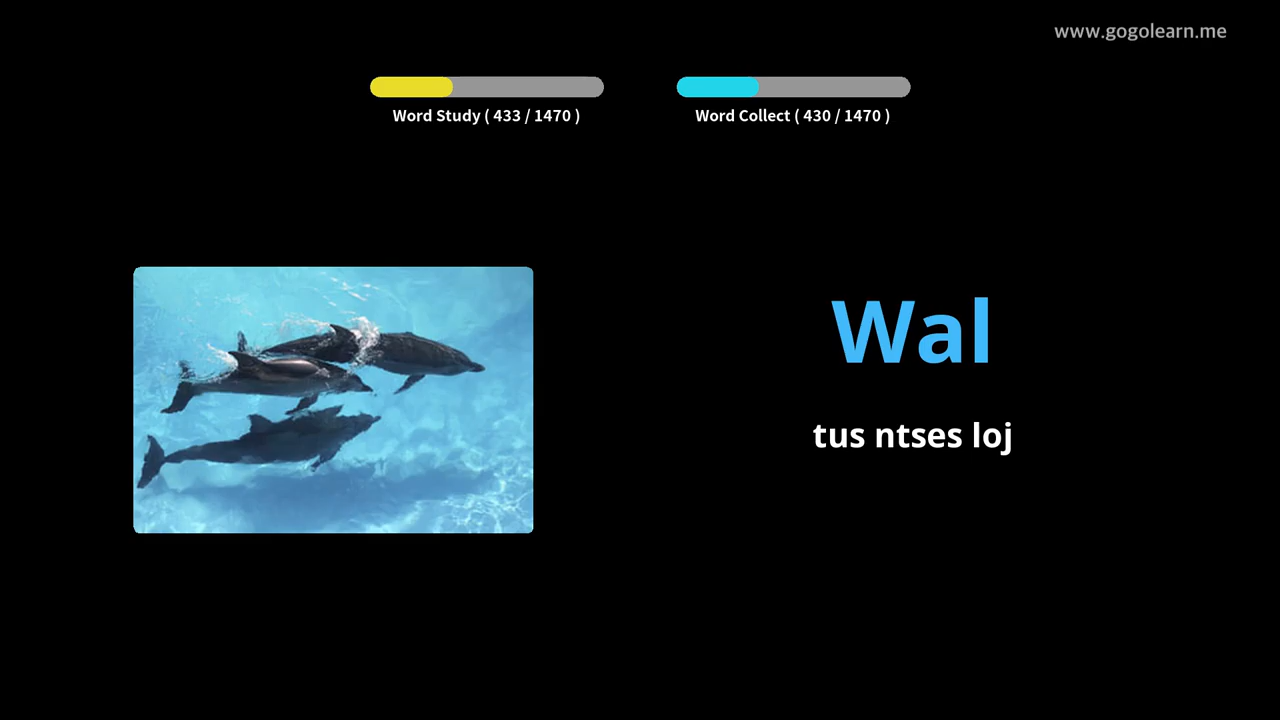 www.gogolearn.me
Word Study ( 433 / 1470 )
Word Collect ( 430 / 1470 )
Wal
tus ntses loj